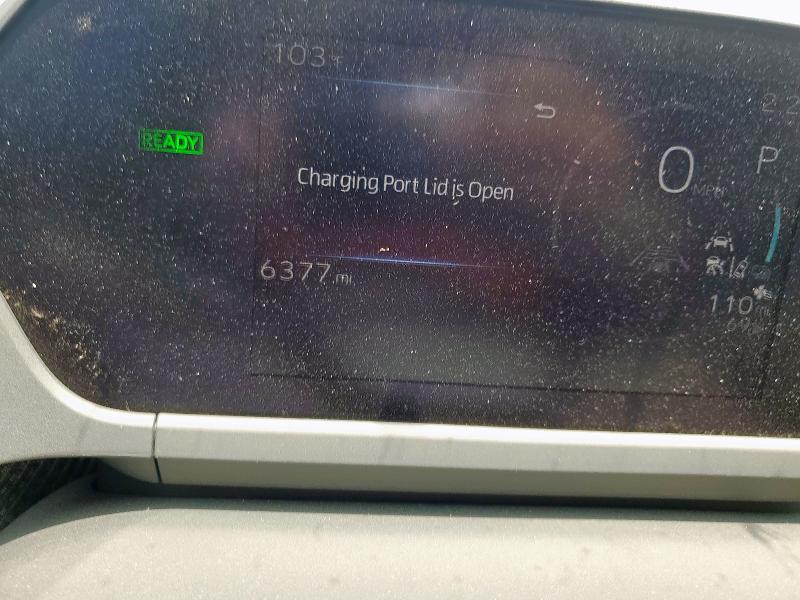 103°F
READY
Charging Port Lid is Open
0 MPH
P
6377 mi
110